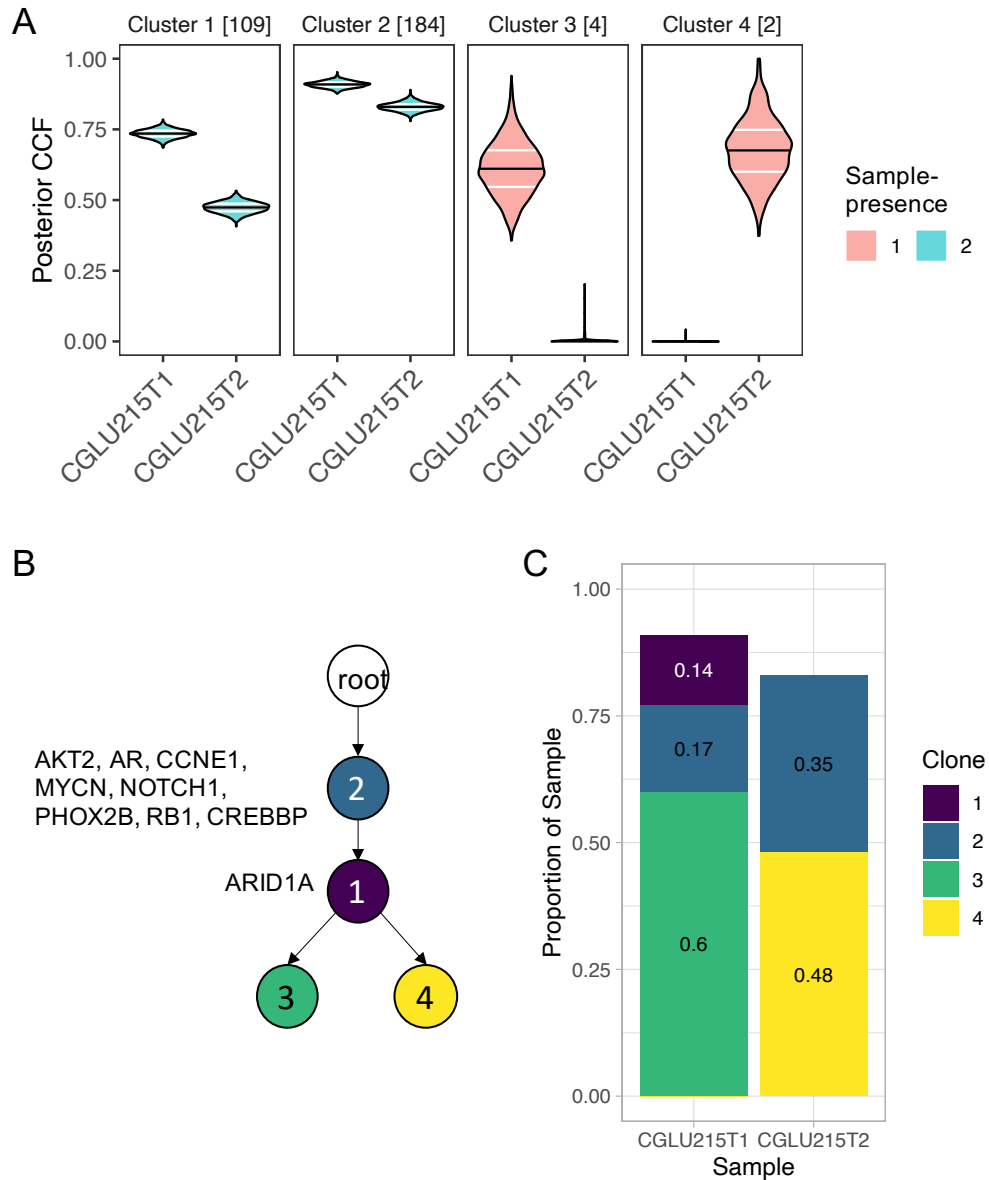 A
Cluster 1 [109]
Cluster 2 [184]
Cluster 3 [4]
Cluster 4 [2]
Posterior CCF
1.00
0.75
0.50
0.25
0.00
CGLU215T1
CGLU215T2
CGLU215T1
CGLU215T2
CGLU215T1
CGLU215T2
CGLU215T1
CGLU215T2
Sample-
presence
1
2
B
root
AKT2, AR, CCNE1,
MYCN, NOTCH1,
PHOX2B, RB1, CREBBP
2
ARID1A
1
3
4
C
Proportion of Sample
1.00
0.75
0.50
0.25
0.00
0.14
0.17
0.6
0.35
0.48
CGLU215T1
CGLU215T2
Sample
Clone
1
2
3
4